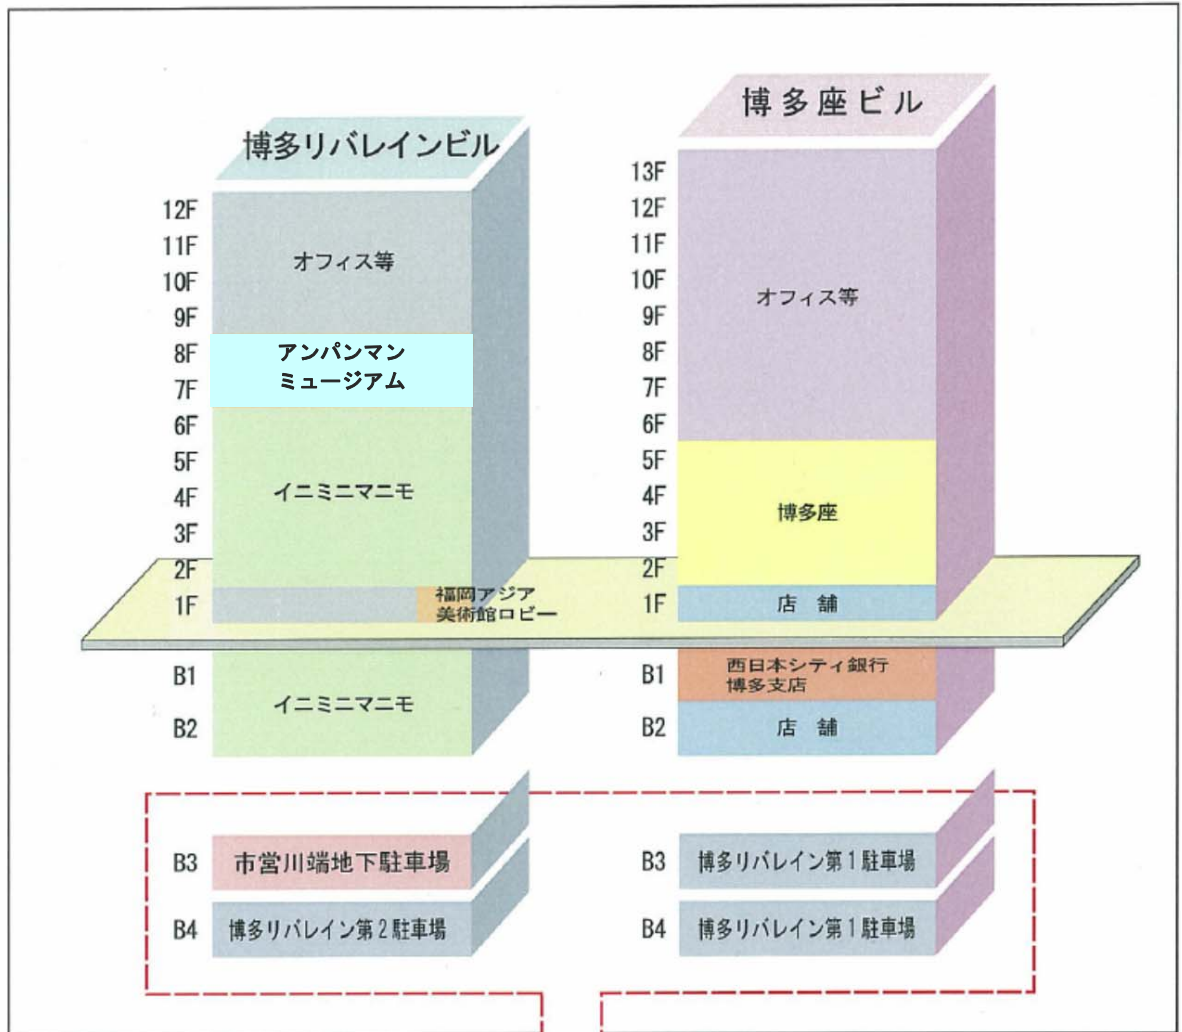 博多リバレインビル
12F
11F
10F
9F
オフィス等
8F
7F
アンパンマン
ミュージアム
6F
5F
4F
3F
2F
イニミニマニモ
1F
福岡アジア
美術館ロビー
B1
B2
イニミニマニモ
B3
市営川端地下駐車場
B4
博多リバレイン第2駐車場
博多座ビル
13F
12F
11F
10F
9F
8F
7F
6F
オフィス等
5F
4F
3F
2F
博多座
1F
店 舗
B1
西日本シティ銀行
博多支店
B2
店 舗
B3
博多リバレイン第1駐車場
B4
博多リバレイン第1駐車場